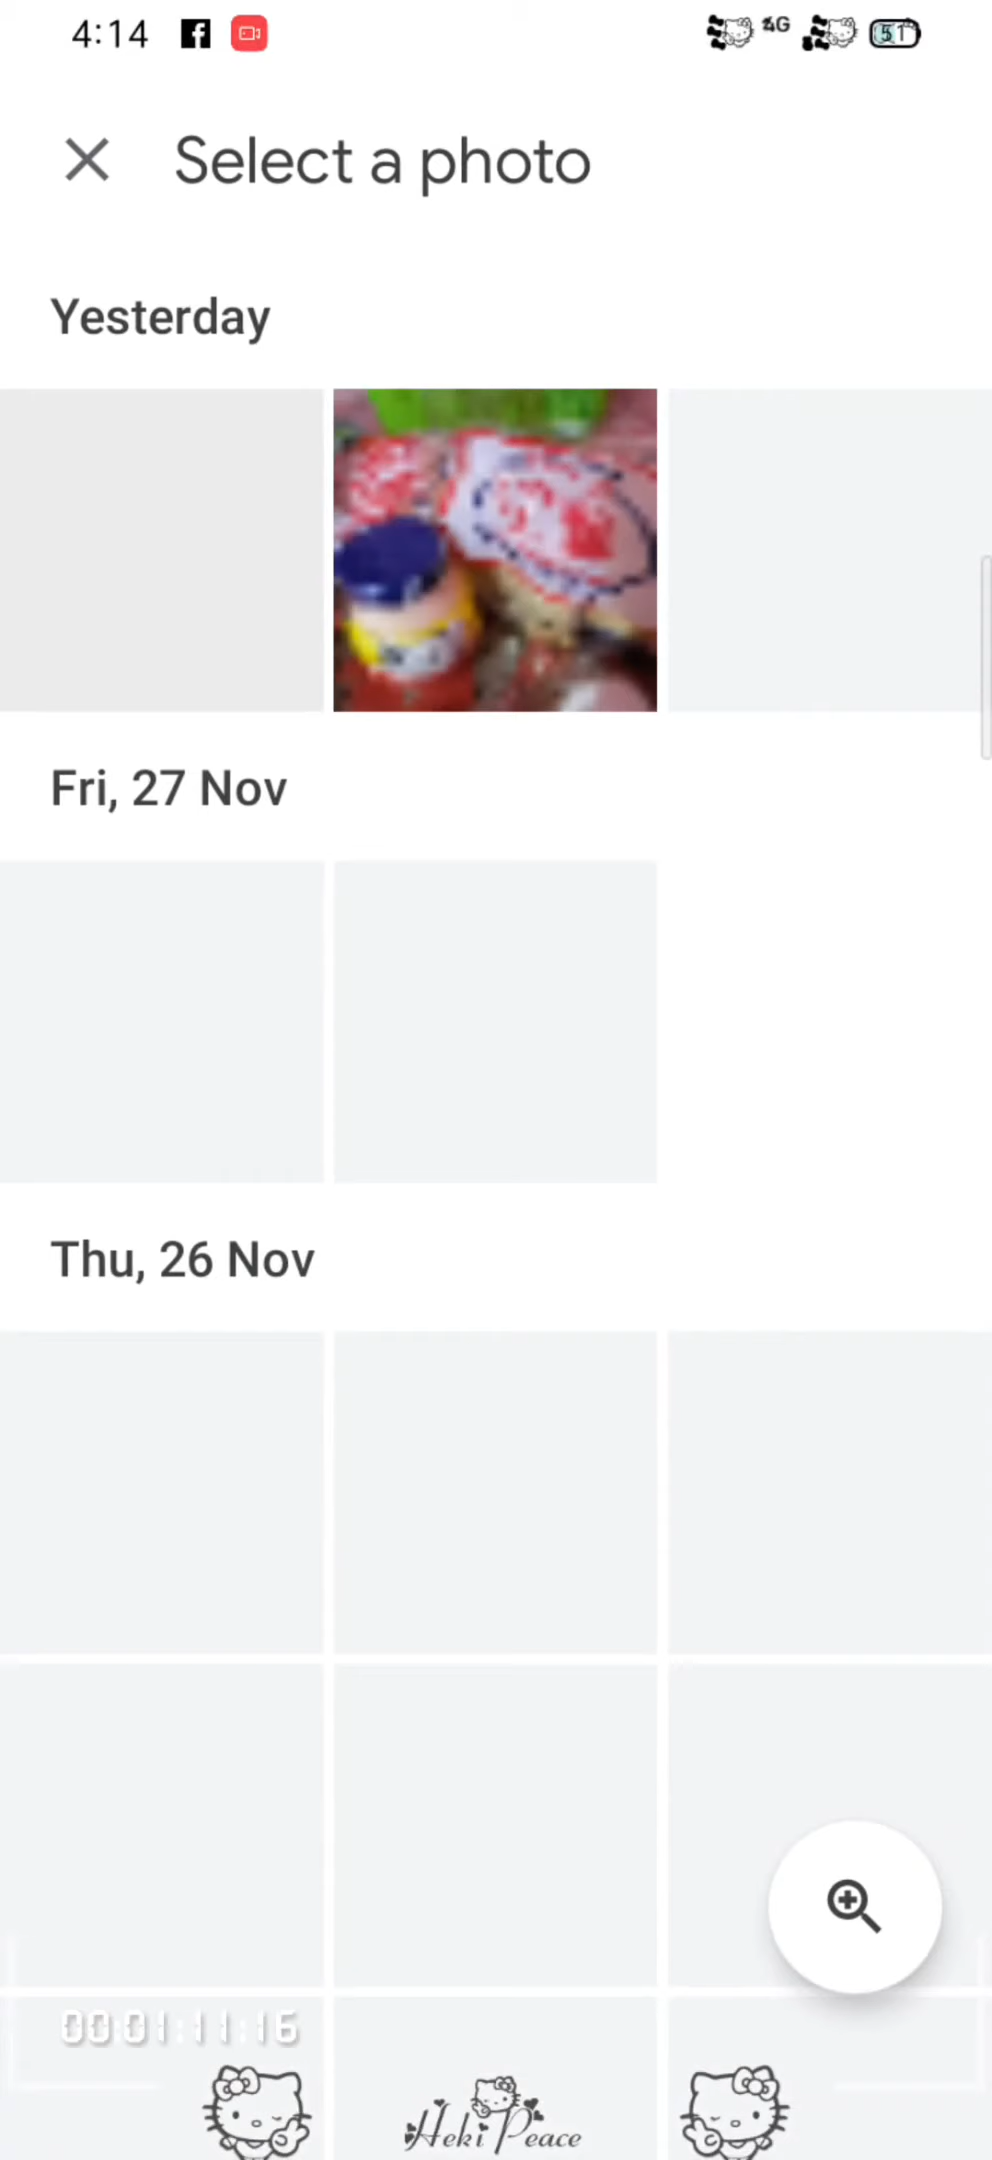 4:14
4G
51
Select a photo
Yesterday
Fri, 27 Nov
Thu, 26 Nov
00:01:11:16
Heki Peace